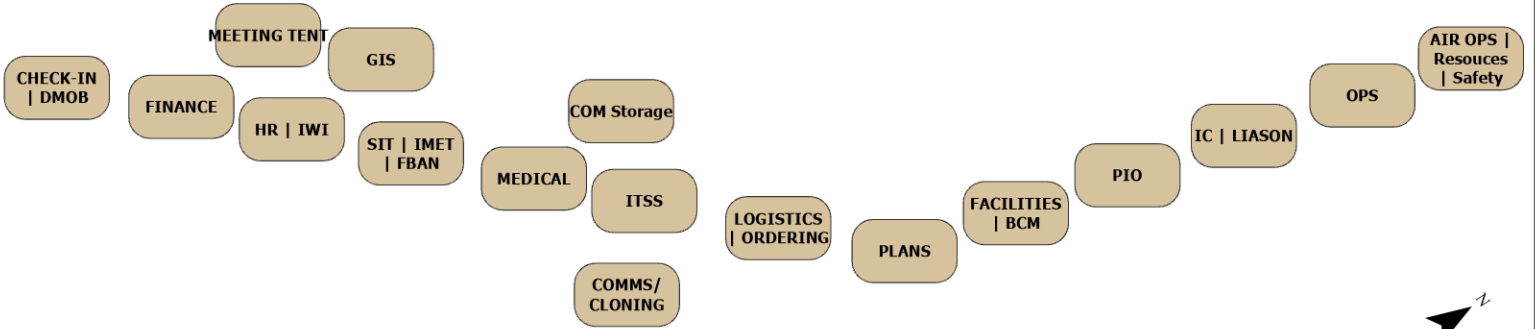 MEETING TENT
GIS
CHECK-IN
| DMOB
FINANCE
HR | IWI
SIT | IMET
| FBAN
COM Storage
MEDICAL
ITSS
COMMS/
CLONING
LOGISTICS
| ORDERING
PLANS
FACILITIES
| BCM
PIO
IC | LIASON
OPS
AIR OPS |
Resouces
| Safety
N